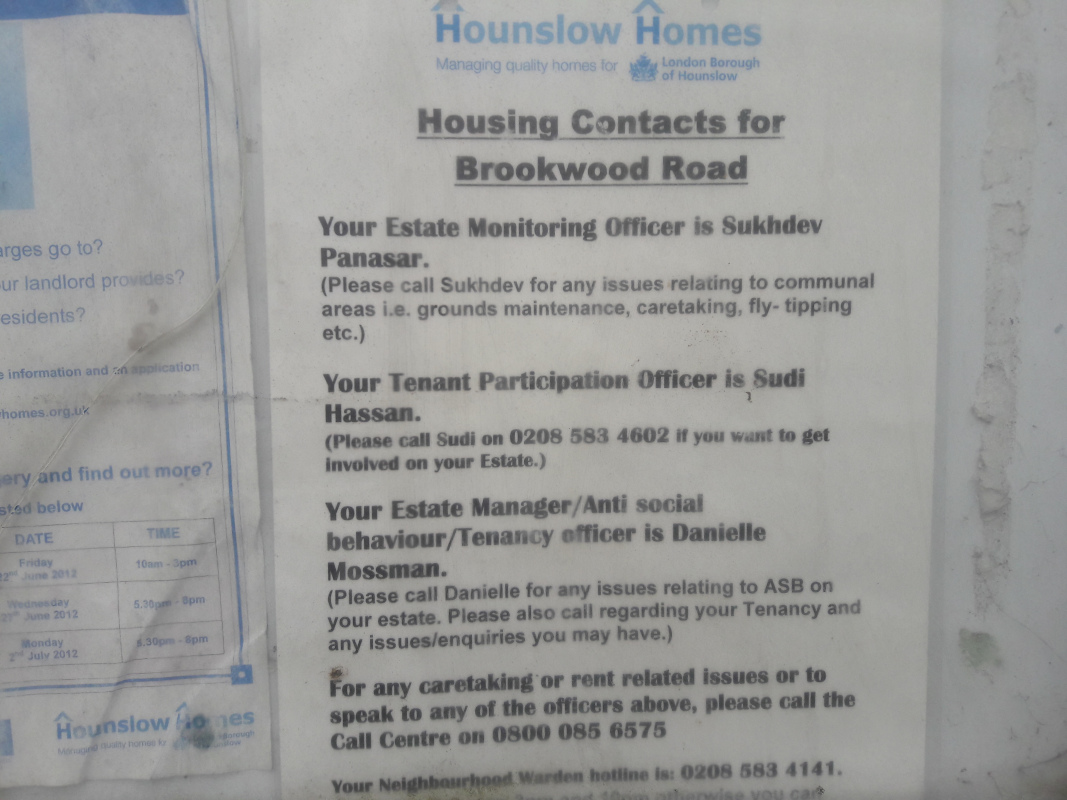 arges go to?
ur landlord provides?
esidents?
e information and an application
homes.org.uk
ery and find out more?
sted below
DATE TIME
Friday 10am - 3pm
22nd June 2012
Wednesday 5.30pm - 8pm
27th June 2012
Monday 5.30pm - 8pm
2nd July 2012
Hounslow Homes
Managing quality homes for
Hounslow Homes
Managing quality homes for London Borough
of Hounslow
Housing Contacts for
Brookwood Road
Your Estate Monitoring Officer is Sukhdev
Panasar.
(Please call Sukhdev for any issues relating to communal
areas i.e. grounds maintenance, caretaking, fly- tipping
etc.)
Your Tenant Participation Officer is Sudi
Hassan.
(Please call Sudi on 0208 583 4602 if you want to get
involved on your Estate.)
Your Estate Manager/Anti social
behaviour/Tenancy officer is Danielle
Mossman.
(Please call Danielle for any issues relating to ASB on
your estate. Please also call regarding your Tenancy and
any issues/enquiries you may have.)
For any caretaking or rent related issues or to
speak to any of the officers above, please call the
Call Centre on 0800 085 6575
Your Neighbourhood Warden hotline is: 0208 583 4141.
and 10pm otherwise you can